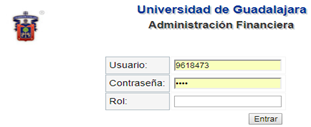 Universidad de Guadalajara
Administración Financiera
Usuario: 9618473
Contraseña: ••••
Rol:
Entrar